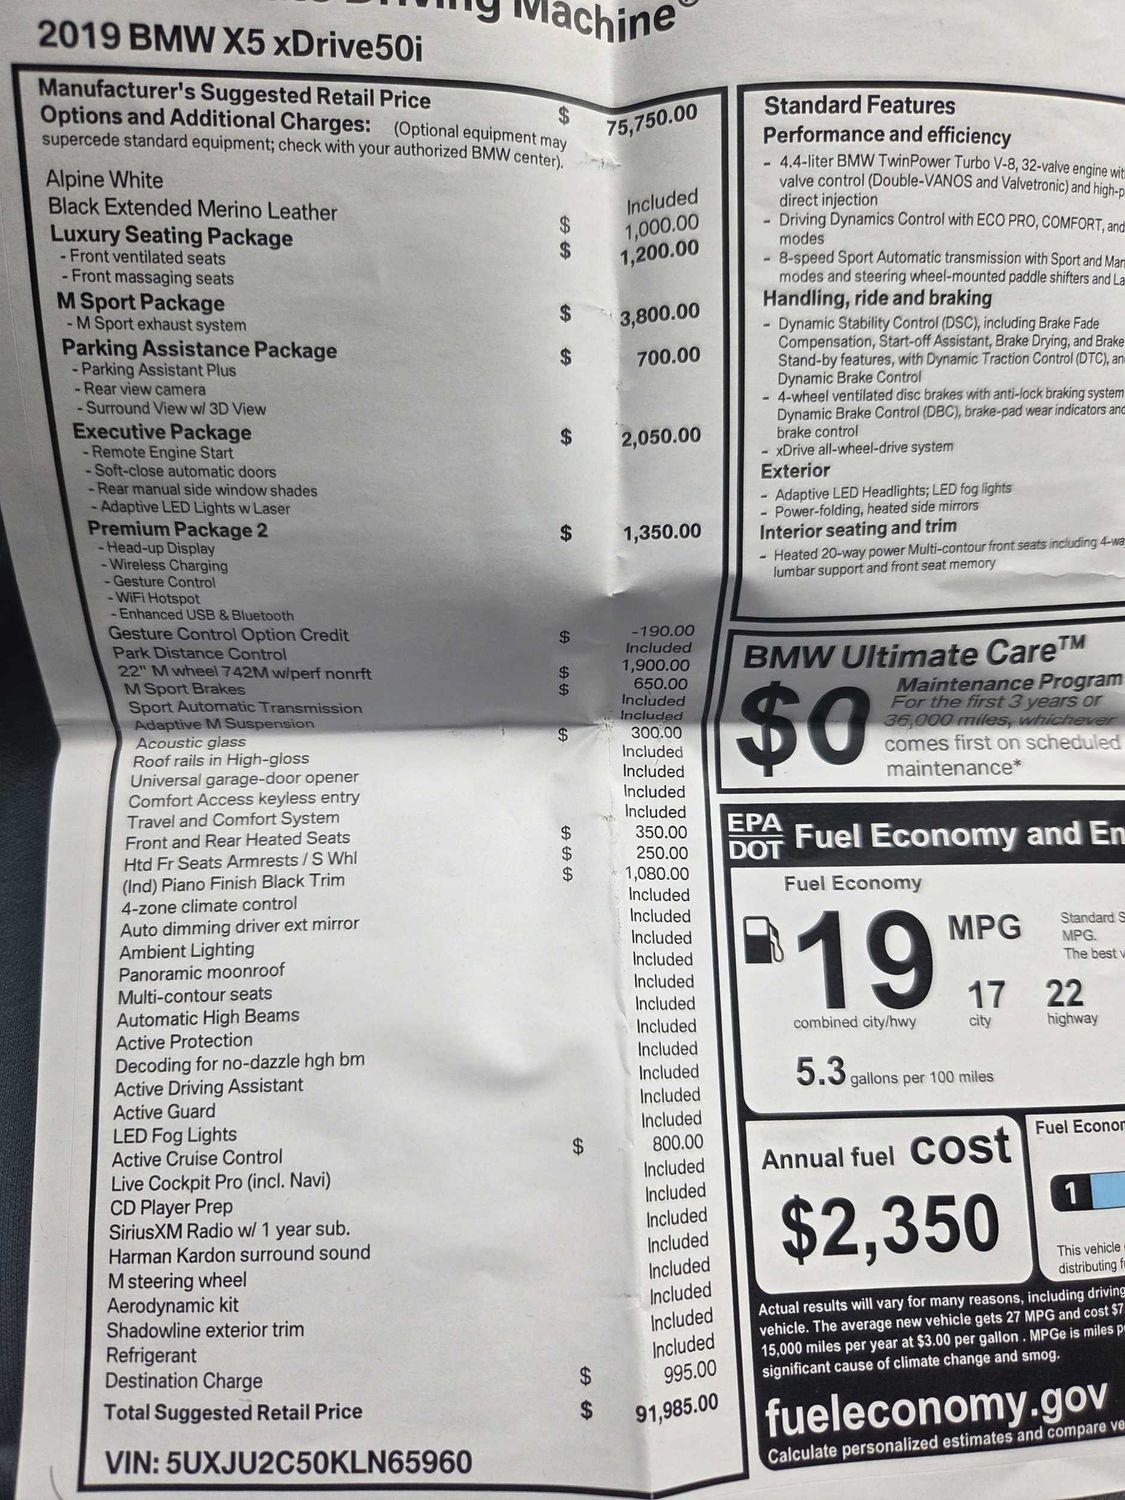 Driving Machine®
2019 BMW X5 xDrive50i
Manufacturer's Suggested Retail Price $ 75,750.00
Options and Additional Charges: (Optional equipment may
supercede standard equipment; check with your authorized BMW center).
Alpine White Included
Black Extended Merino Leather $ 1,000.00
Luxury Seating Package $ 1,200.00
- Front ventilated seats
- Front massaging seats
M Sport Package $ 3,800.00
- M Sport exhaust system
Parking Assistance Package $ 700.00
- Parking Assistant Plus
- Rear view camera
- Surround View w/ 3D View
Executive Package $ 2,050.00
- Remote Engine Start
- Soft-close automatic doors
- Rear manual side window shades
- Adaptive LED Lights w Laser
Premium Package 2 $ 1,350.00
- Head-up Display
- Wireless Charging
- Gesture Control
- WiFi Hotspot
- Enhanced USB & Bluetooth
Gesture Control Option Credit $ -190.00
Park Distance Control Included
22" M wheel 742M w/perf nonrft $ 1,900.00
M Sport Brakes $ 650.00
Sport Automatic Transmission Included
Adaptive M Suspension Included
Acoustic glass $ 300.00
Roof rails in High-gloss Included
Universal garage-door opener Included
Comfort Access keyless entry Included
Travel and Comfort System Included
Front and Rear Heated Seats $ 350.00
Htd Fr Seats Armrests / S Whl $ 250.00
(Ind) Piano Finish Black Trim $ 1,080.00
4-zone climate control Included
Auto dimming driver ext mirror Included
Ambient Lighting Included
Panoramic moonroof Included
Multi-contour seats Included
Automatic High Beams Included
Active Protection Included
Decoding for no-dazzle hgh bm Included
Active Driving Assistant Included
Active Guard Included
LED Fog Lights Included
Active Cruise Control $ 800.00
Live Cockpit Pro (incl. Navi) Included
CD Player Prep Included
SiriusXM Radio w/ 1 year sub. Included
Harman Kardon surround sound Included
M steering wheel Included
Aerodynamic kit Included
Shadowline exterior trim Included
Refrigerant Included
Destination Charge $ 995.00
Total Suggested Retail Price $ 91,985.00
VIN: 5UXJU2C50KLN65960
Standard Features
Performance and efficiency
- 4.4-liter BMW TwinPower Turbo V-8, 32-valve engine
valve control (Double-VANOS and Valvetronic) and
direct injection
- Driving Dynamics Control with ECO PRO, COMFORT, and
modes
- 8-speed Sport Automatic transmission with Sport and
modes and steering wheel-mounted paddle shifters and
Handling, ride and braking
- Dynamic Stability Control (DSC), including Brake Fade
Compensation, Start-off Assistant, Brake Drying, and Brake
Stand-by features, with Dynamic Traction Control (DTC),
Dynamic Brake Control
- 4-wheel ventilated disc brakes with anti-lock braking system
Dynamic Brake Control (DBC), brake-pad wear indicators
brake control
- xDrive all-wheel-drive system
Exterior
- Adaptive LED Headlights; LED fog lights
- Power-folding, heated side mirrors
Interior seating and trim
- Heated 20-way power Multi-contour front seats including
lumbar support and front seat memory
BMW Ultimate Care™
$0 Maintenance Program
For the first 3 years or
36,000 miles, whichever
comes first on scheduled
maintenance*
EPA
DOT Fuel Economy and
Fuel Economy
19 MPG
combined city/hwy
17
city
22
highway
Standard
MPG.
The best
5.3 gallons per 100 miles
Annual fuel cost
$2,350
Fuel
1
This vehicle
distributing
Actual results will vary for many reasons, including driving
vehicle. The average new vehicle gets 27 MPG and cost
15,000 miles per year at $3.00 per gallon . MPGe is miles
significant cause of climate change and smog.
fueleconomy.gov
Calculate personalized estimates and compare